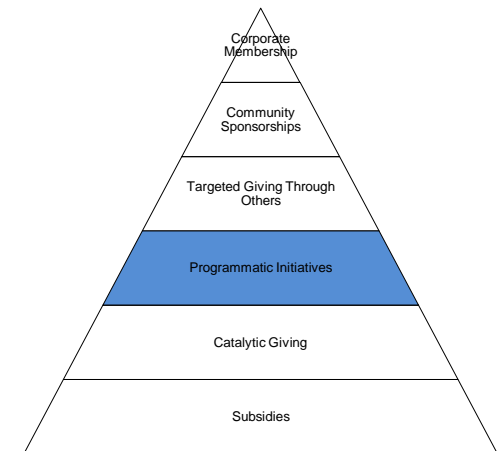 Corporate
Membership
Community
Sponsorships
Targeted Giving Through
Others
Programmatic Initiatives
Catalytic Giving
Subsidies